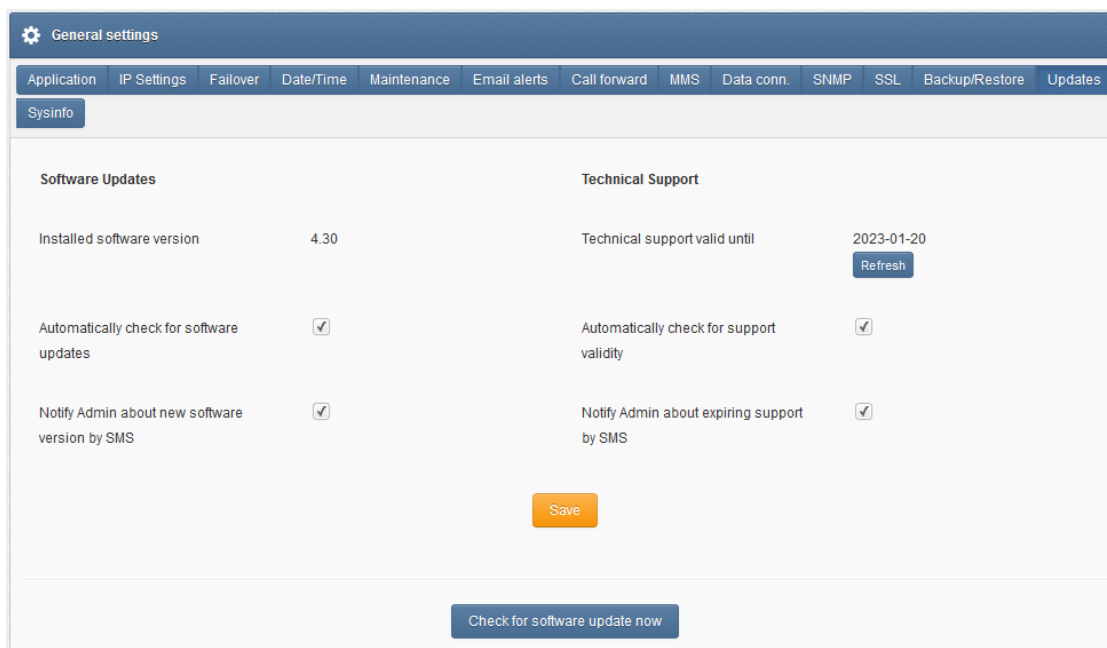 General settings
Application IP Settings Failover Date/Time Maintenance Email alerts Call forward MMS Data conn. SNMP SSL Backup/Restore Updates
Sysinfo
Software Updates
Technical Support
Installed software version 4.30
Technical support valid until 2023-01-20
Refresh
Automatically check for software
updates
Automatically check for support
validity
Notify Admin about new software
version by SMS
Notify Admin about expiring support
by SMS
Save
Check for software update now